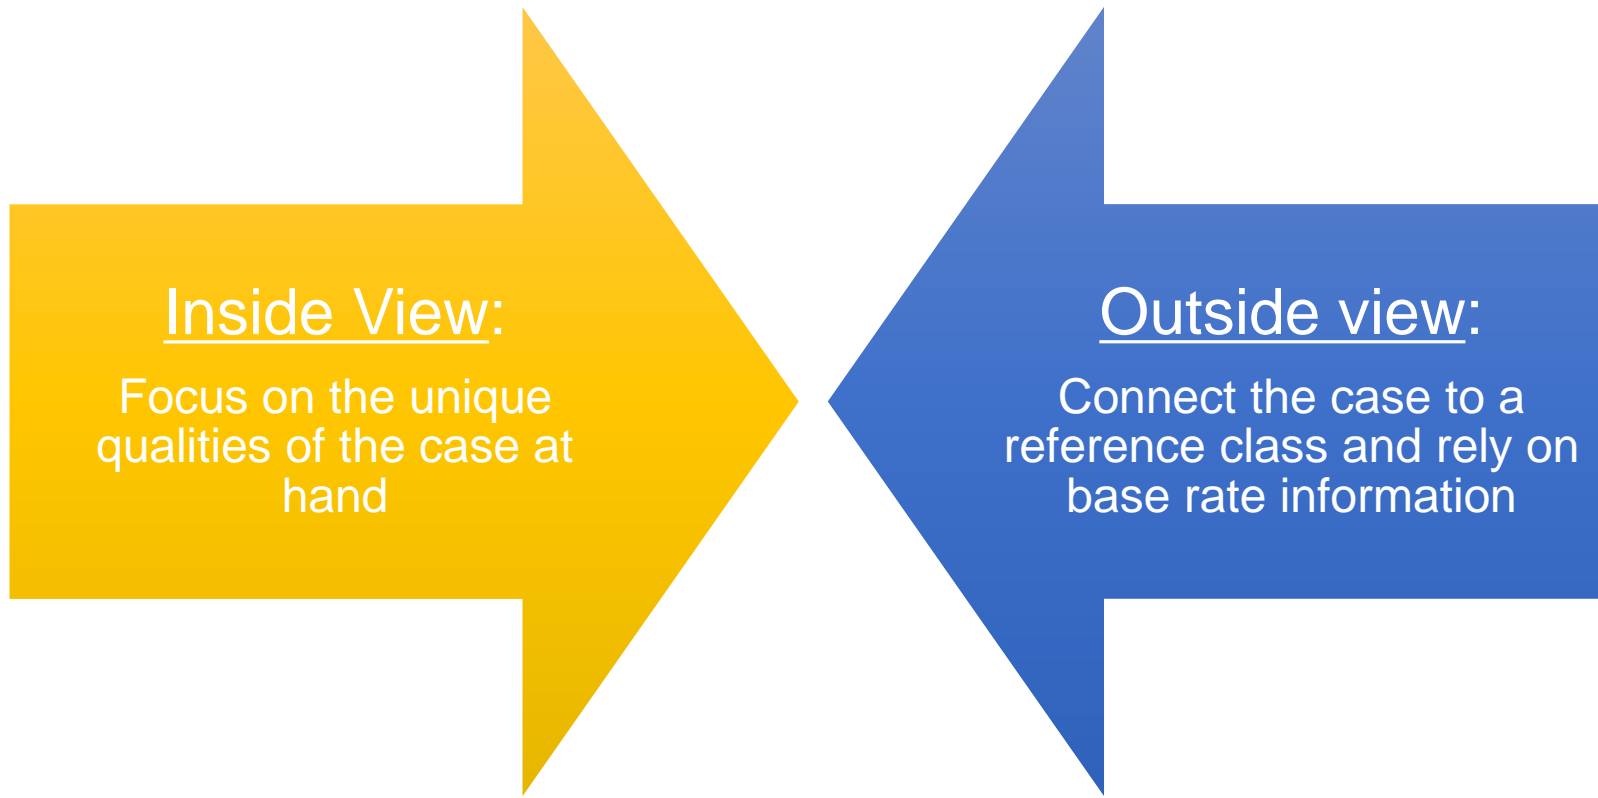 Inside View:
Focus on the unique
qualities of the case at
hand
Outside view:
Connect the case to a
reference class and rely on
base rate information